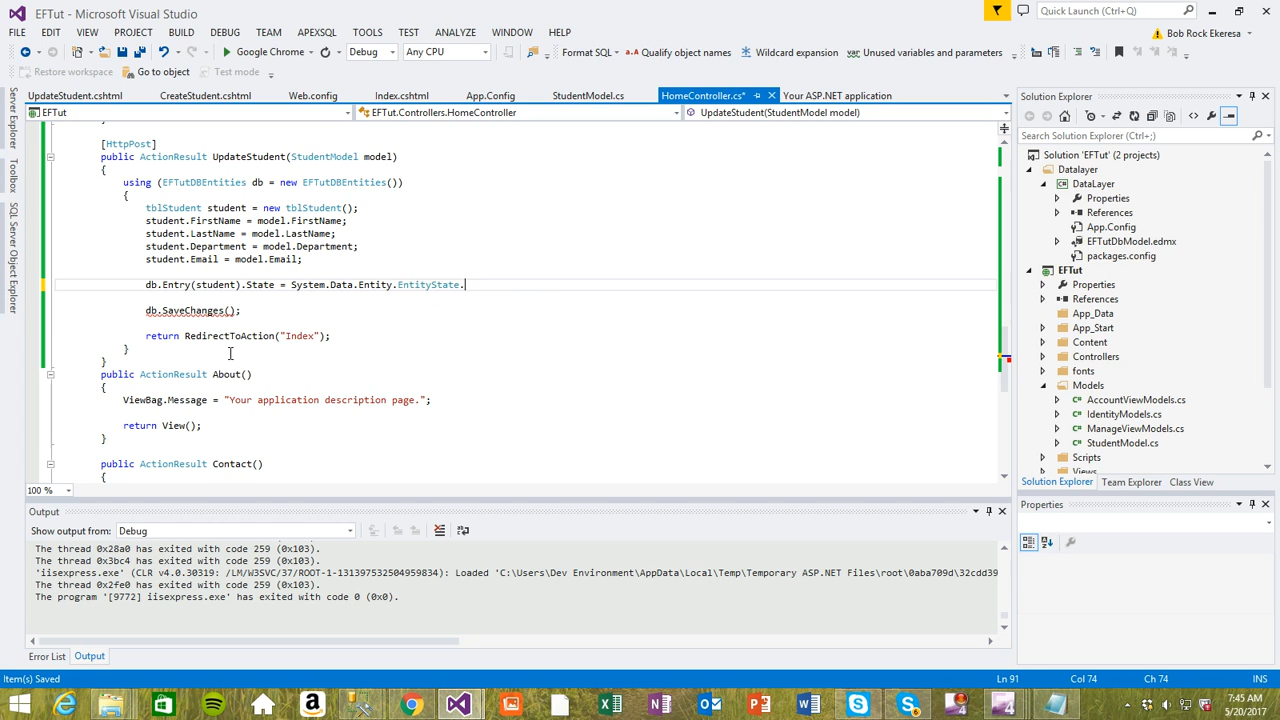 EFTut - Microsoft Visual Studio
Quick Launch (Ctrl+Q)
FILE EDIT VIEW PROJECT BUILD DEBUG TEAM APEXSQL TOOLS TEST ANALYZE WINDOW HELP
Bob Rock Ekeresa
Google Chrome Debug Any CPU Format SQL Qualify object names Wildcard expansion Unused variables and parameters
Restore workspace Go to object Test mode
Server Explorer
Toolbox
SQL Server Object Explorer
UpdateStudent.cshtml CreateStudent.cshtml Web.config Index.cshtml App.Config StudentModel.cs HomeController.cs* Your ASP.NET application
EFTut EFTut.Controllers.HomeController UpdateStudent(StudentModel model)
[HttpPost]
public ActionResult UpdateStudent(StudentModel model)
{
using (EFTutDBEntities db = new EFTutDBEntities())
{
tblStudent student = new tblStudent();
student.FirstName = model.FirstName;
student.LastName = model.LastName;
student.Department = model.Department;
student.Email = model.Email;
db.Entry(student).State = System.Data.Entity.EntityState.
db.SaveChanges();
return RedirectToAction("Index");
}
}
public ActionResult About()
{
ViewBag.Message = "Your application description page.";
return View();
}
public ActionResult Contact()
{
100 %
Output
Show output from: Debug
The thread 0x28a0 has exited with code 259 (0x103).
The thread 0x3bc4 has exited with code 259 (0x103).
'iisexpress.exe' (CLR v4.0.30319: /LM/W3SVC/37/ROOT-1-131397532504959834): Loaded 'C:\Users\Dev Environment\AppData\Local\Temp\Temporary ASP.NET Files\root\0aba709d\32cdd39
The thread 0x2fe0 has exited with code 259 (0x103).
The program '[9772] iisexpress.exe' has exited with code 0 (0x0).
Error List Output
Solution Explorer
Search Solution Explorer (Ctrl+;)
Solution 'EFTut' (2 projects)
Datalayer
DataLayer
Properties
References
App.Config
EFTutDbModel.edmx
packages.config
EFTut
Properties
References
App_Data
App_Start
Content
Controllers
fonts
Models
AccountViewModels.cs
IdentityModels.cs
ManageViewModels.cs
StudentModel.cs
Scripts
Views
Solution Explorer Team Explorer Class View
Properties
Item(s) Saved Ln 91 Col 74 Ch 74 INS
7:45 AM
5/20/2017